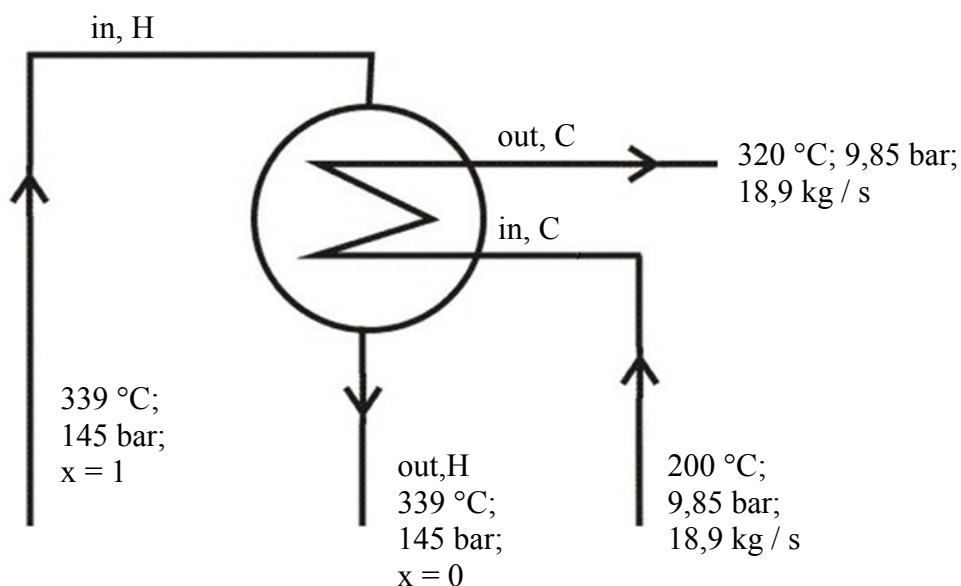 in, H
out, C
320 °C; 9,85 bar;
18,9 kg / s
in, C
339 °C;
145 bar;
x = 1
out,H
339 °C;
145 bar;
x = 0
200 °C;
9,85 bar;
18,9 kg / s